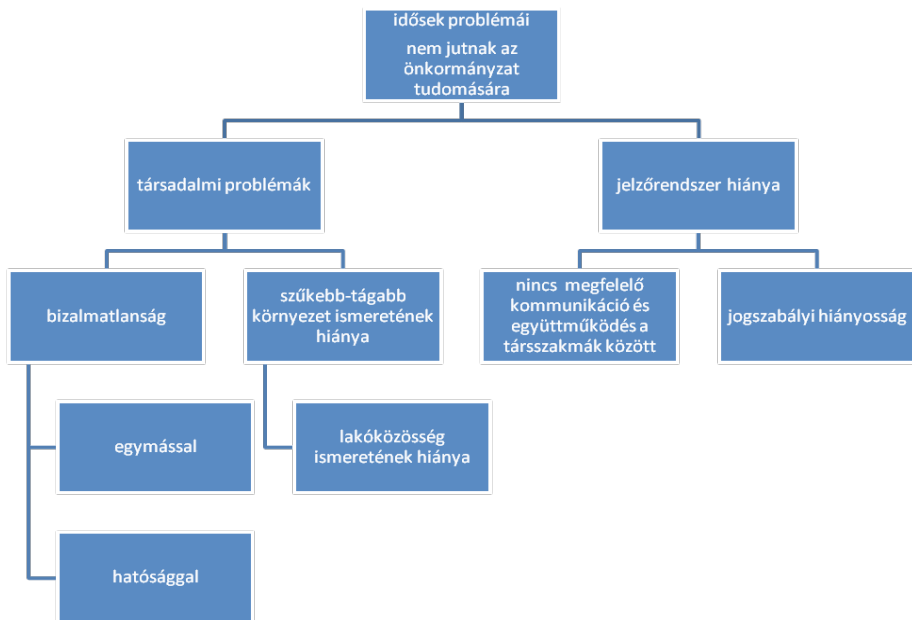 idősek problémái
nem jutnak az
önkormányzat
tudomására
társadalmi problémák
jelzőrendszer hiánya
bizalmatlanság
szűkebb-tágabb
környezet ismeretének
hiánya
nincs megfelelő
kommunikáció és
együttműködés a
társszakmák között
jogszabályi hiányosság
egymással
lakóközösség
ismeretének hiánya
hatósággal